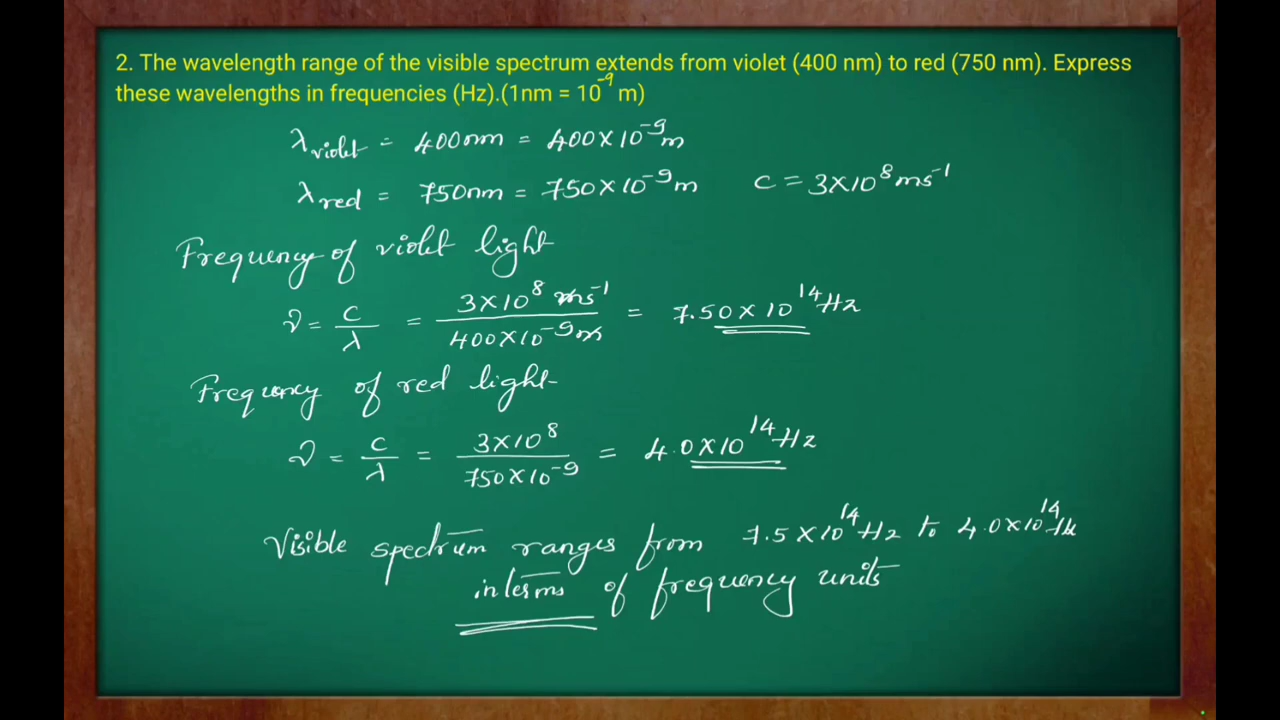 2. The wavelength range of the visible spectrum extends from violet (400 nm) to red (750 nm). Express
these wavelengths in frequencies (Hz).(1nm = 10⁻⁹ m)
λ violet = 400nm = 400×10⁻⁹m
λ red = 750nm = 750×10⁻⁹m c = 3×10⁸ms⁻¹
Frequency of violet light
ν = c/λ = 3×10⁸ ms⁻¹ / 400×10⁻⁹m = 7.50×10¹⁴Hz
Frequency of red light
ν = c/λ = 3×10⁸ / 750×10⁻⁹ = 4.0×10¹⁴Hz
Visible spectrum ranges from 7.5×10¹⁴Hz to 4.0×10¹⁴Hz
interms of frequency units